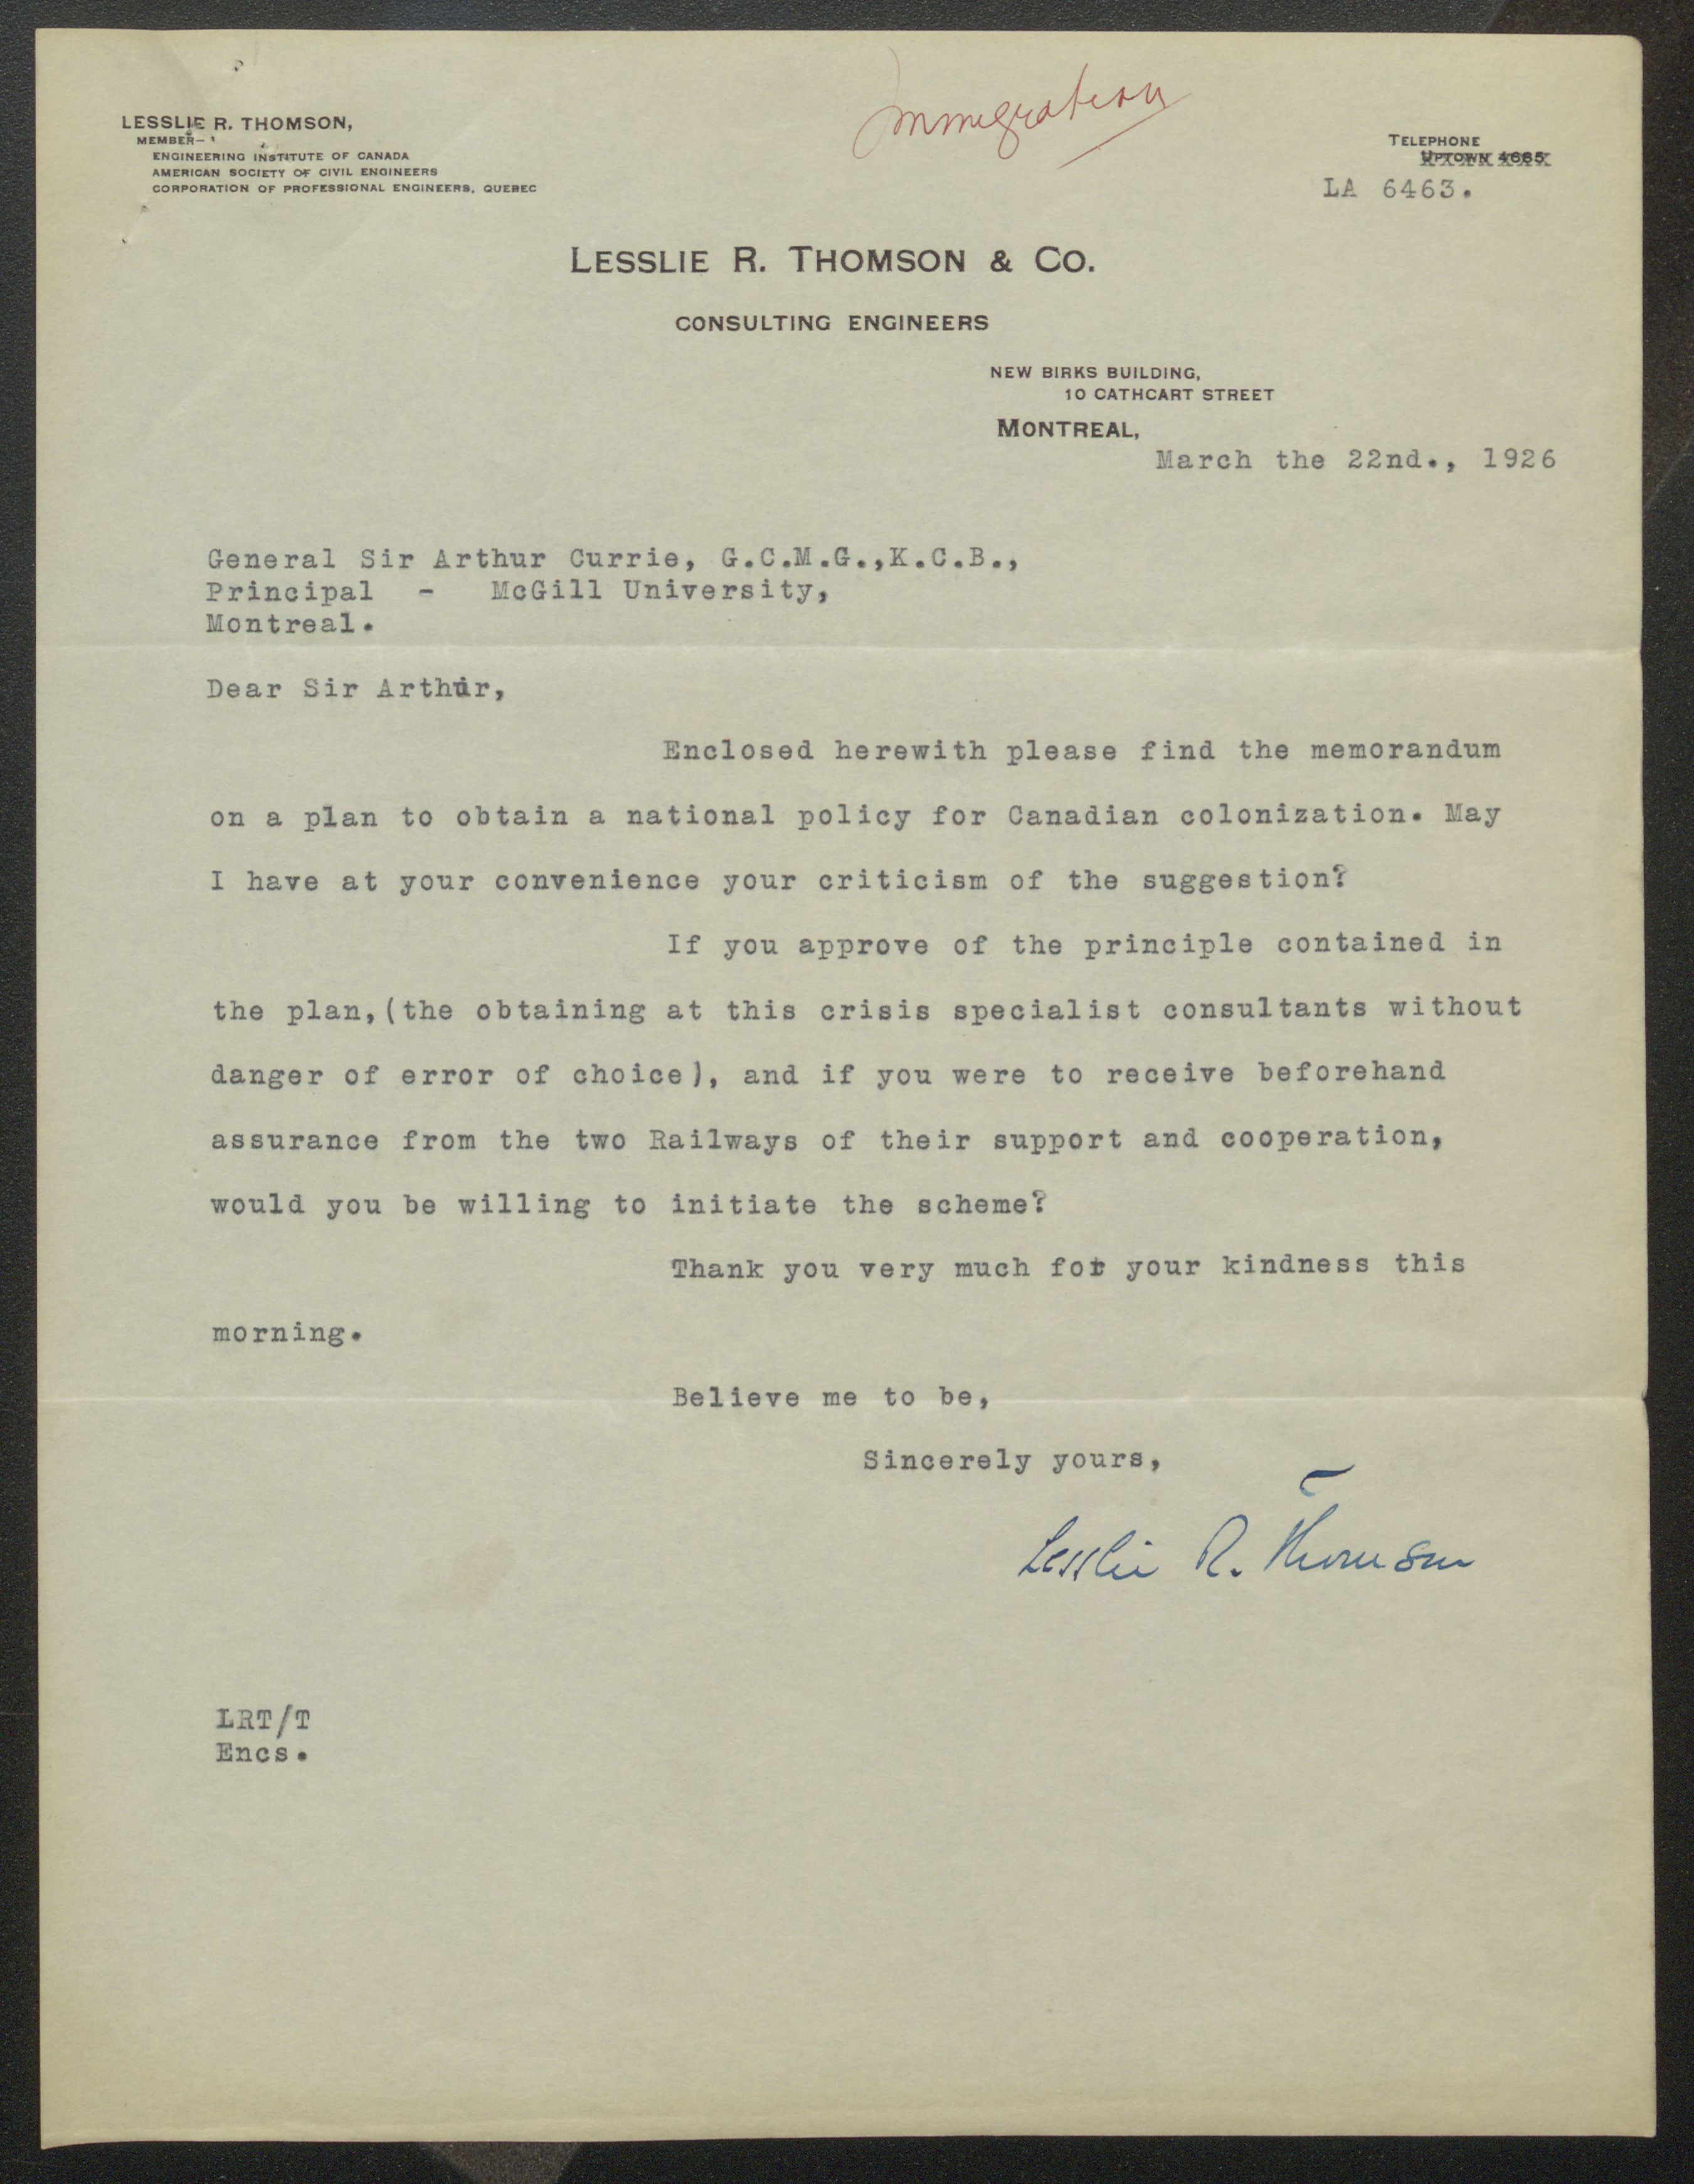 Immigration
LESSLIE R. THOMSON,
MEMBER—
ENGINEERING INSTITUTE OF CANADA
AMERICAN SOCIETY OF CIVIL ENGINEERS
CORPORATION OF PROFESSIONAL ENGINEERS, QUEBEC
TELEPHONE
UPTOWN 4685
LA 6463.
LESSLIE R. THOMSON & CO.
CONSULTING ENGINEERS
NEW BIRKS BUILDING,
10 CATHCART STREET
MONTREAL,
March the 22nd., 1926
General Sir Arthur Currie, G.C.M.G.,K.C.B.,
Principal - McGill University,
Montreal.
Dear Sir Arthur,
Enclosed herewith please find the memorandum
on a plan to obtain a national policy for Canadian colonization. May
I have at your convenience your criticism of the suggestion?
If you approve of the principle contained in
the plan,(the obtaining at this crisis specialist consultants without
danger of error of choice), and if you were to receive beforehand
assurance from the two Railways of their support and cooperation,
would you be willing to initiate the scheme?
Thank you very much for your kindness this
morning.
Believe me to be,
Sincerely yours,
Lesslie R. Thomson
LRT/T
Encs.